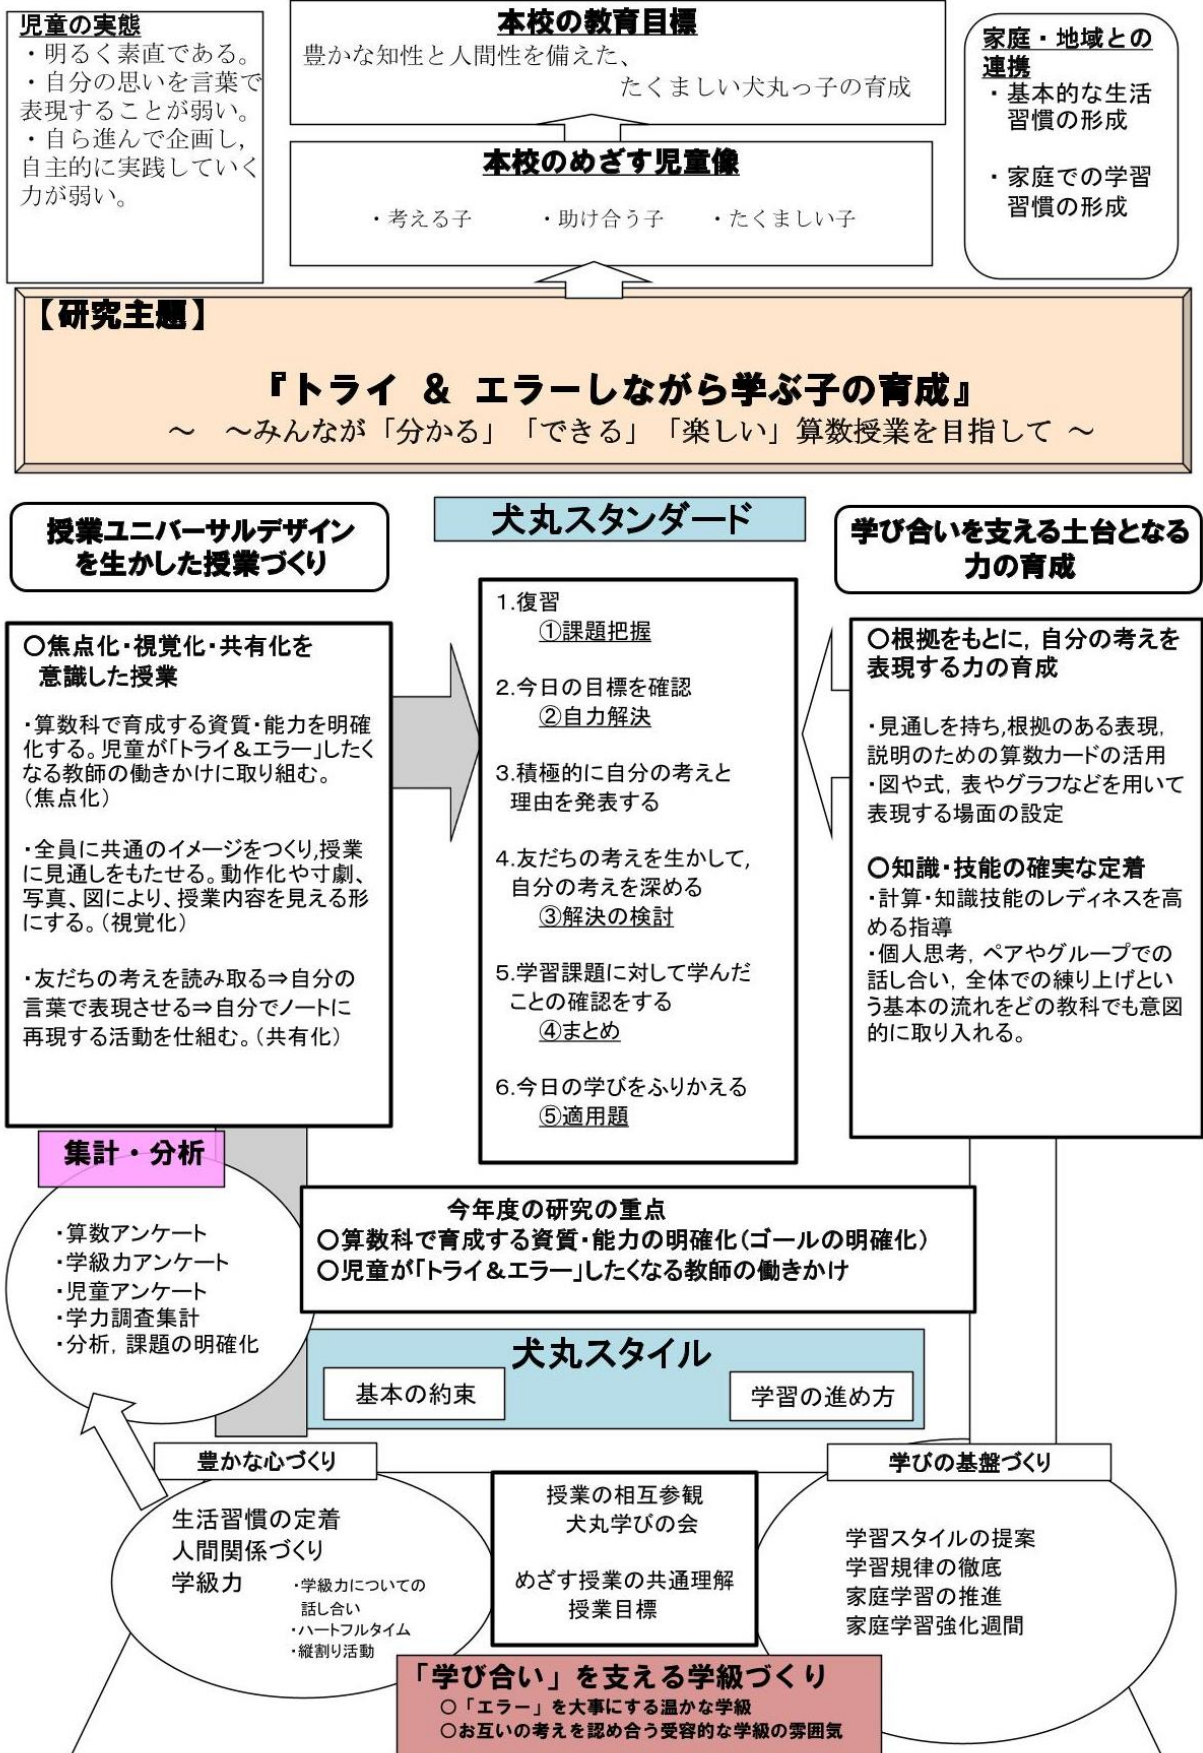 児童の実態
・明るく素直である。
・自分の思いを言葉で
表現することが弱い。
・自ら進んで企画し,
自主的に実践していく
力が弱い。
本校の教育目標
豊かな知性と人間性を備えた、
たくましい犬丸っ子の育成
本校のめざす児童像
・考える子 ・助け合う子 ・たくましい子
家庭・地域との
連携
・基本的な生活
習慣の形成
・家庭での学習
習慣の形成
【研究主題】
『トライ & エラーしながら学ぶ子の育成』
～ ～みんなが「分かる」「できる」「楽しい」算数授業を目指して ～
授業ユニバーサルデザイン
を生かした授業づくり
○焦点化・視覚化・共有化を
意識した授業
・算数科で育成する資質・能力を明確
化する。児童が「トライ&エラー」したく
なる教師の働きかけに取り組む。
(焦点化)
・全員に共通のイメージをつくり,授業
に見通しをもたせる。動作化や寸劇、
写真、図により、授業内容を見える形
にする。(視覚化)
・友だちの考えを読み取る⇒自分の
言葉で表現させる⇒自分でノートに
再現する活動を仕組む。(共有化)
犬丸スタンダード
1.復習
①課題把握
2.今日の目標を確認
②自力解決
3.積極的に自分の考えと
理由を発表する
4.友だちの考えを生かして,
自分の考えを深める
③解決の検討
5.学習課題に対して学んだ
ことの確認をする
④まとめ
6.今日の学びをふりかえる
⑤適用題
学び合いを支える土台となる
力の育成
○根拠をもとに, 自分の考えを
表現する力の育成
・見通しを持ち,根拠のある表現,
説明のための算数カードの活用
・図や式, 表やグラフなどを用いて
表現する場面の設定
○知識・技能の確実な定着
・計算・知識技能のレディネスを高
める指導
・個人思考, ペアやグループでの
話し合い, 全体での練り上げとい
う基本の流れをどの教科でも意図
的に取り入れる。
集計・分析
・算数アンケート
・学級力アンケート
・児童アンケート
・学力調査集計
・分析, 課題の明確化
今年度の研究の重点
○算数科で育成する資質・能力の明確化(ゴールの明確化)
○児童が「トライ&エラー」したくなる教師の働きかけ
犬丸スタイル
基本の約束
学習の進め方
豊かな心づくり
生活習慣の定着
人間関係づくり
学級力
・学級力についての
話し合い
・ハートフルタイム
・縦割り活動
授業の相互参観
犬丸学びの会
めざす授業の共通理解
授業目標
学びの基盤づくり
学習スタイルの提案
学習規律の徹底
家庭学習の推進
家庭学習強化週間
「学び合い」を支える学級づくり
○「エラー」を大事にする温かな学級
○お互いの考えを認め合う受容的な学級の雰囲気